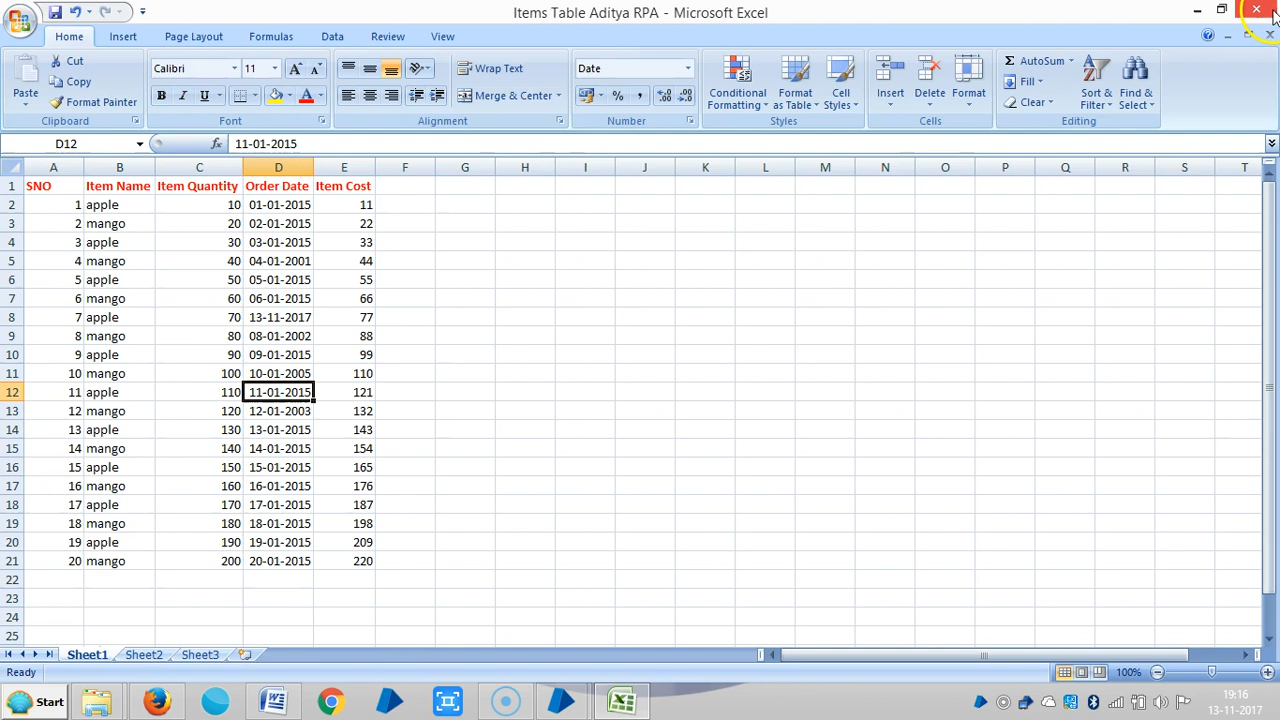 Items Table Aditya RPA - Microsoft Excel
Home Insert Page Layout Formulas Data Review View
Paste
Cut
Copy
Format Painter
Clipboard
Calibri 11
B I U
Font
Wrap Text
Merge & Center
Alignment
Date
%
Number
Conditional Formatting
Format as Table
Cell Styles
Styles
Insert Delete Format
Cells
AutoSum
Fill
Clear
Sort & Filter
Find & Select
Editing
D12 fx 11-01-2015
A B C D E F G H I J K L M N O P Q R S T
1 SNO Item Name Item Quantity Order Date Item Cost
2 1 apple 10 01-01-2015 11
3 2 mango 20 02-01-2015 22
4 3 apple 30 03-01-2015 33
5 4 mango 40 04-01-2001 44
6 5 apple 50 05-01-2015 55
7 6 mango 60 06-01-2015 66
8 7 apple 70 13-11-2017 77
9 8 mango 80 08-01-2002 88
10 9 apple 90 09-01-2015 99
11 10 mango 100 10-01-2005 110
12 11 apple 110 11-01-2015 121
13 12 mango 120 12-01-2003 132
14 13 apple 130 13-01-2015 143
15 14 mango 140 14-01-2015 154
16 15 apple 150 15-01-2015 165
17 16 mango 160 16-01-2015 176
18 17 apple 170 17-01-2015 187
19 18 mango 180 18-01-2015 198
20 19 apple 190 19-01-2015 209
21 20 mango 200 20-01-2015 220
22
23
24
25
Sheet1 Sheet2 Sheet3
Ready 100%
Start
19:16
13-11-2017